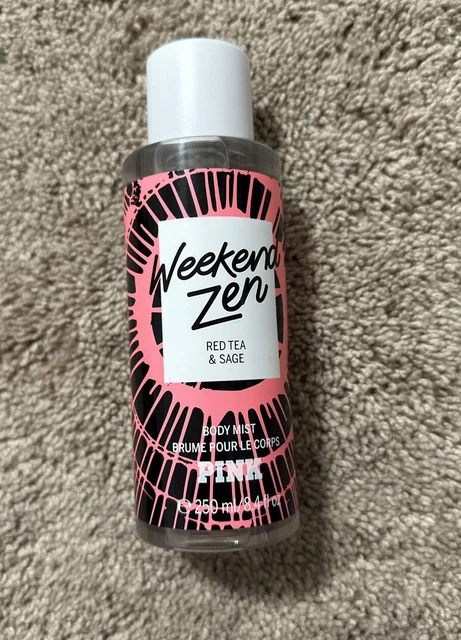 Weekend
Zen
RED TEA
& SAGE
BODY MIST
BRUME POUR LE CORPS
PINK
℮ 250 ml/8.4 fl oz